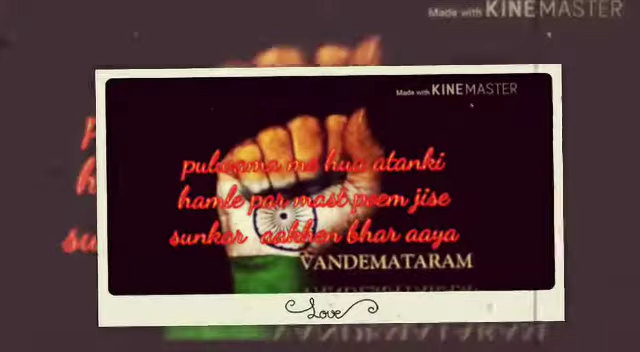 Made with KINEMASTER
Made with KINEMASTER
pulwama me hua atanki
hamle par mast poem jise
sunkar aakhen bhar aaya
VANDEMATARAM
Love